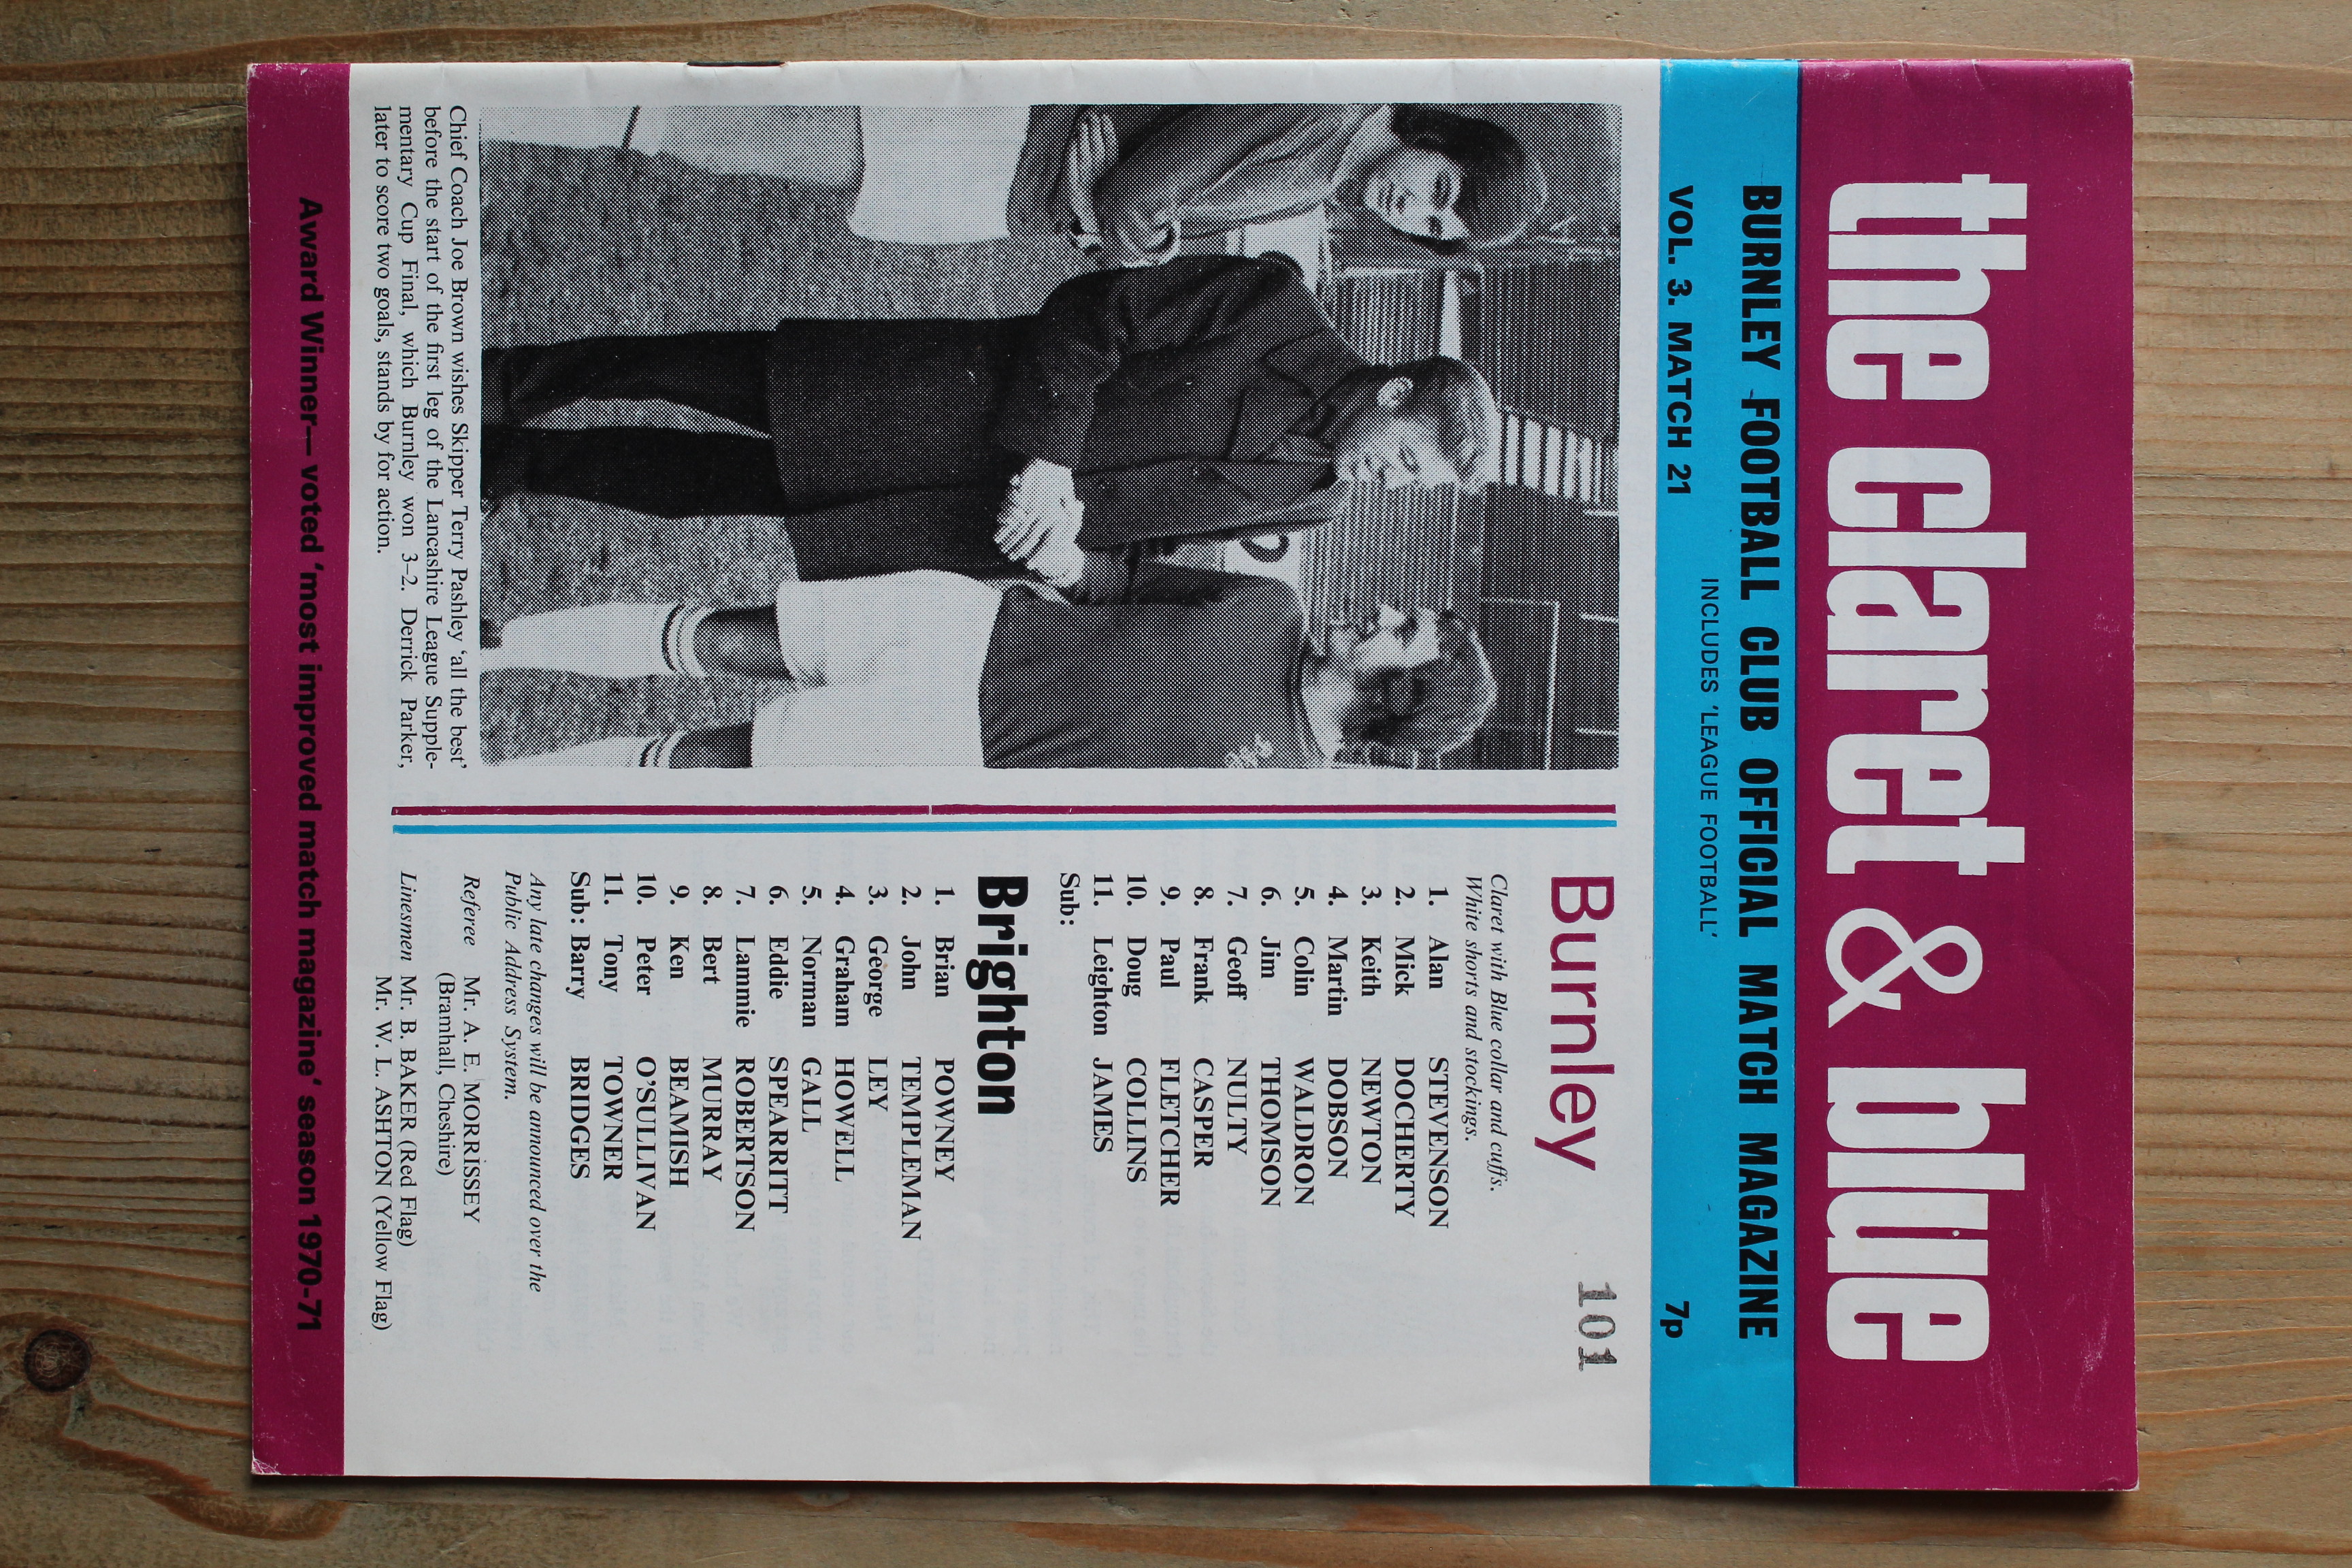 the claret & blue
BURNLEY FOOTBALL CLUB OFFICIAL MATCH MAGAZINE
INCLUDES 'LEAGUE FOOTBALL'
VOL. 3. MATCH 21
7p
Chief Coach Joe Brown wishes Skipper Terry Pashley 'all the best'
before the start of the first leg of the Lancashire League Supple-
mentary Cup Final, which Burnley won 3–2. Derrick Parker,
later to score two goals, stands by for action.
Burnley
101
Claret with Blue collar and cuffs.
White shorts and stockings.
1. Alan STEVENSON
2. Mick DOCHERTY
3. Keith NEWTON
4. Martin DOBSON
5. Colin WALDRON
6. Jim THOMSON
7. Geoff NULTY
8. Frank CASPER
9. Paul FLETCHER
10. Doug COLLINS
11. Leighton JAMES
Sub:
Brighton
1. Brian POWNEY
2. John TEMPLEMAN
3. George LEY
4. Graham HOWELL
5. Norman GALL
6. Eddie SPEARRITT
7. Lammie ROBERTSON
8. Bert MURRAY
9. Ken BEAMISH
10. Peter O'SULLIVAN
11. Tony TOWNER
Sub: Barry BRIDGES
Any late changes will be announced over the
Public Address System.
Referee Mr. A. E. MORRISSEY
(Bramhall, Cheshire)
Linesmen Mr. B. BAKER (Red Flag)
Mr. W. L. ASHTON (Yellow Flag)
Award Winner— voted 'most improved match magazine' season 1970-71